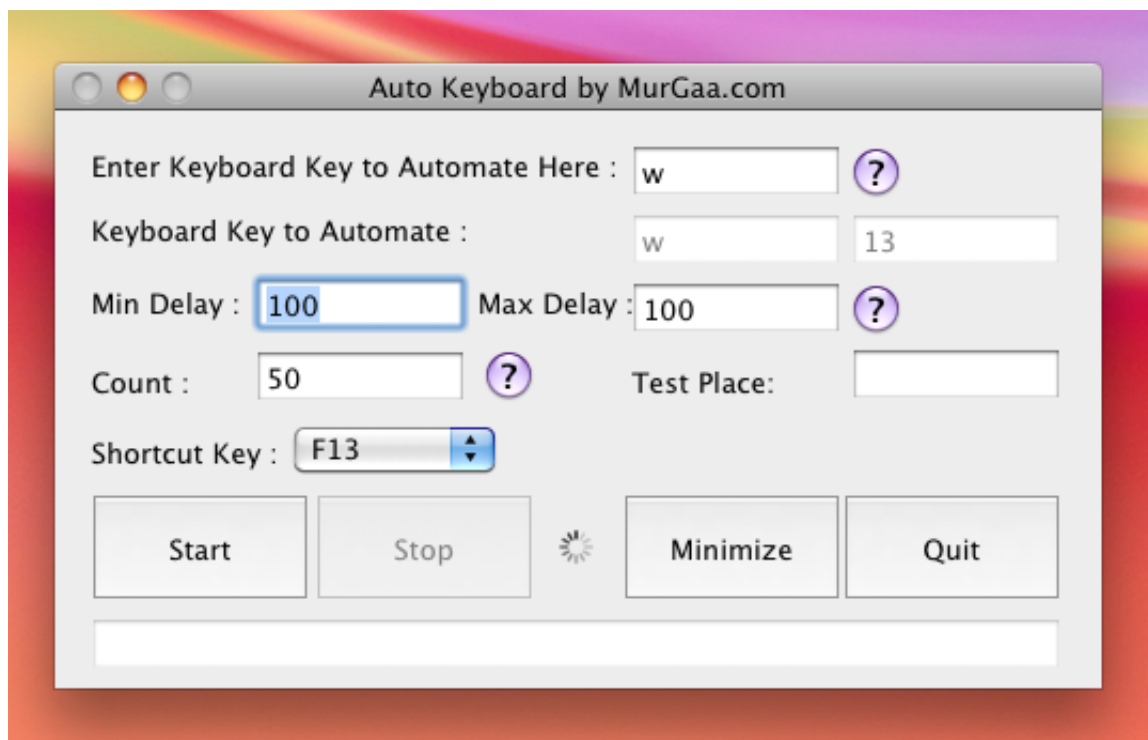 Auto Keyboard by MurGaa.com
Enter Keyboard Key to Automate Here : w ?
Keyboard Key to Automate : w 13
Min Delay : 100 Max Delay : 100 ?
Count : 50 ? Test Place:
Shortcut Key : F13
Start Stop Minimize Quit